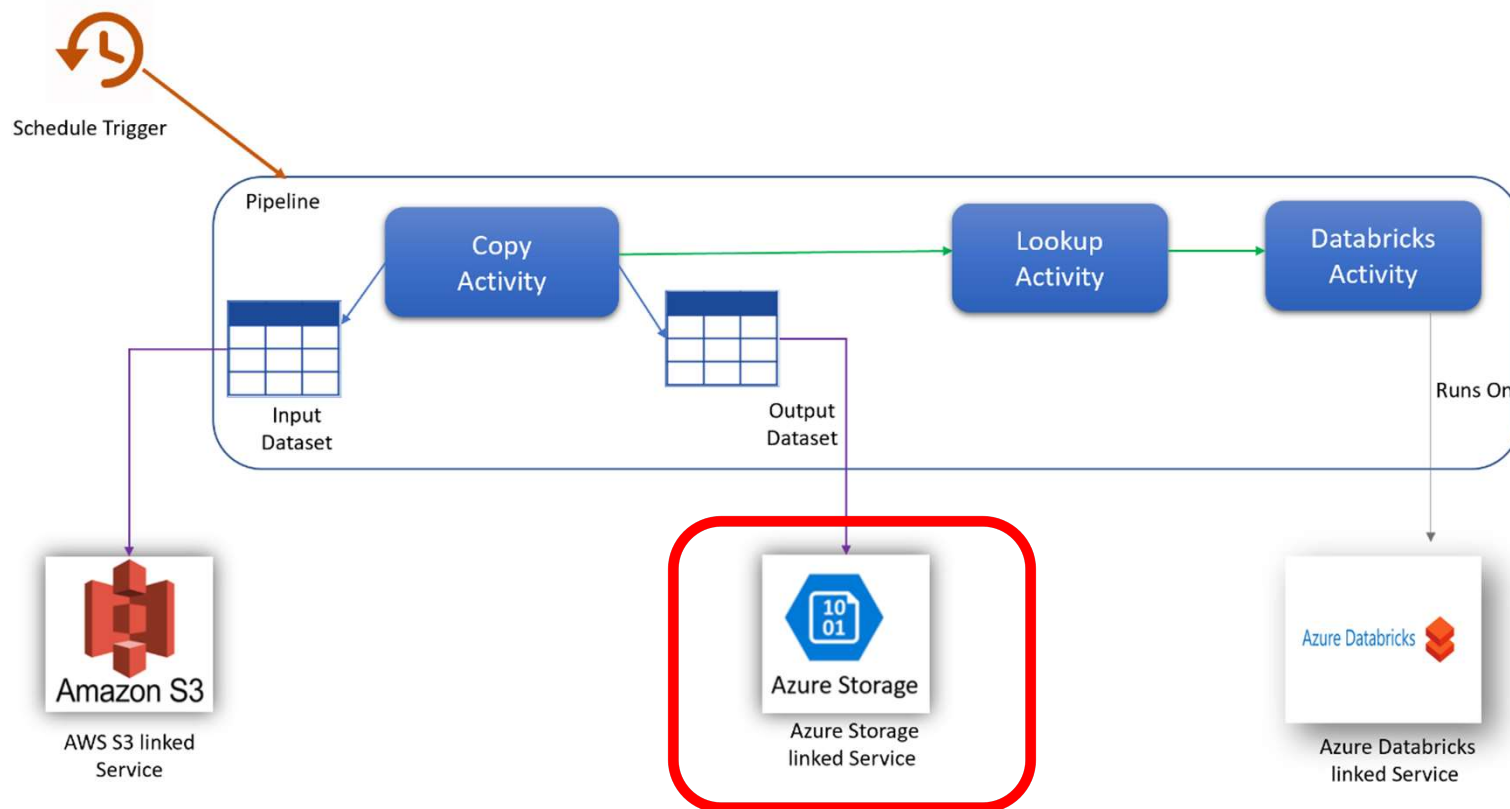 Schedule Trigger
Pipeline
Copy
Activity
Lookup
Activity
Databricks
Activity
Input
Dataset
Output
Dataset
Runs On
Amazon S3
AWS S3 linked
Service
10
01
Azure Storage
Azure Storage
linked Service
Azure Databricks
Azure Databricks
linked Service